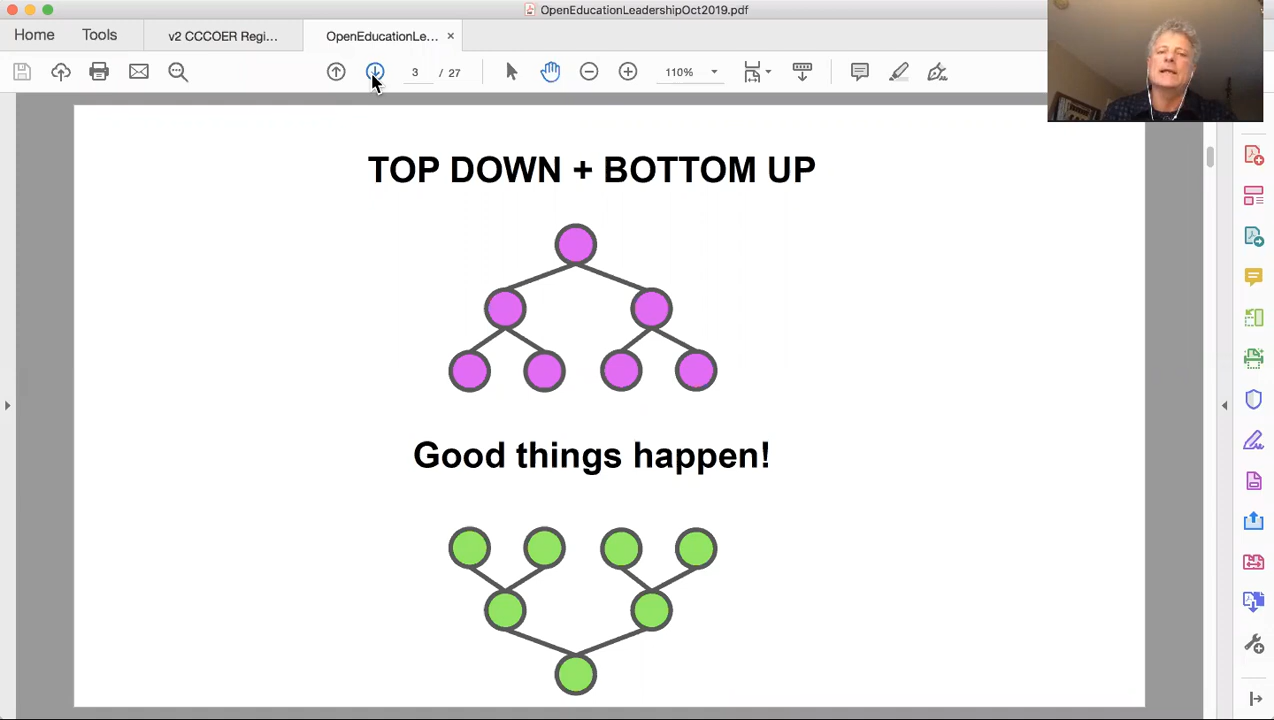 OpenEducationLeadershipOct2019.pdf
Home
Tools
v2 CCCOER Regi...
OpenEducationLe...
3 / 27
110%
TOP DOWN + BOTTOM UP
Good things happen!